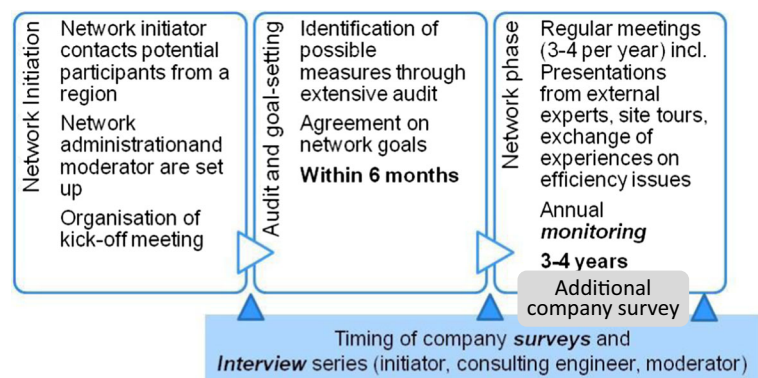 Network Initiation
Network initiator
contacts potential
participants from a
region
Network
administrationand
moderator are set
up
Organisation of
kick-off meeting
Audit and goal-setting
Identification of
possible
measures through
extensive audit
Agreement on
network goals
Within 6 months
Network phase
Regular meetings
(3-4 per year) incl.
Presentations
from external
experts, site tours,
exchange of
experiences on
efficiency issues
Annual
monitoring
3-4 years
Additional
company survey
Timing of company surveys and
Interview series (initiator, consulting engineer, moderator)